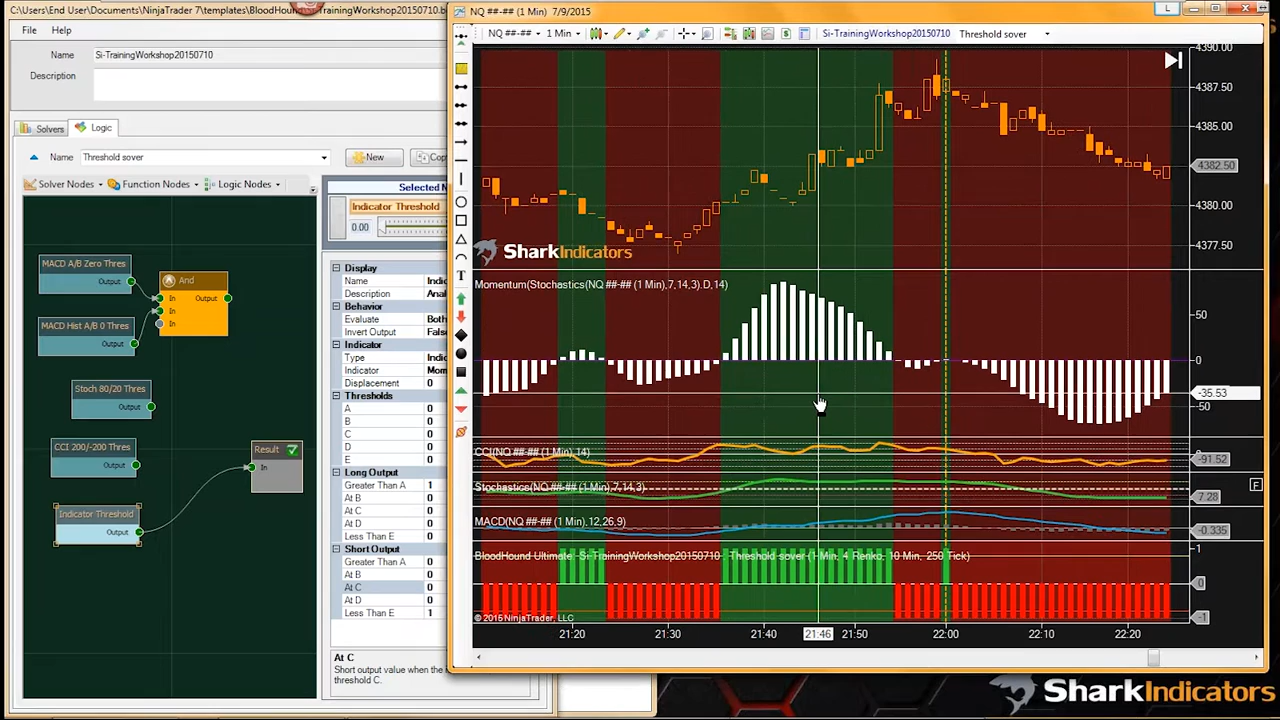 C:\Users\End User\Documents\NinjaTrader 7\templates\BloodHound\
TrainingWorkshop20150710
File Help
Name Si-TrainingWorkshop20150710
Description
Solvers Logic
Name Threshold sover New
Solver Nodes Function Nodes Logic Nodes
Selected
Indicator Threshold
0.00
MACD A/B Zero Thres
Output
And
In Output
In
In
MACD Hist A/B 0 Thres
Output
Stoch 80/20 Thres
Output
CCI 200/-200 Thres
Output
Result
In
Indicator Threshold
Output
Display
Name
Description
Behavior
Evaluate
Invert Output
Indicator
Type
Indicator
Displacement 0
Thresholds
A 0
B 0
C 0
D 0
E 0
Long Output
Greater Than A 1
At B 0
At C 0
At D 0
Less Than E 0
Short Output
Greater Than A 0
At B 0
At C 0
At D 0
Less Than E 1
At C
Short output value when the
threshold C.
NQ ##-## (1 Min) 7/9/2015
L
NQ ##-## 1 Min Si-TrainingWorkshop20150710 Threshold sover
T
4390.00
4387.50
4385.00
4382.50
4380.00
4377.50
SharkIndicators
Momentum(Stochastics(NQ ##-## (1 Min),7,14,3).D,14)
50
0
-35.53
50
CCI(NQ ##-## (1 Min),14)
-91.52
Stochastics(NQ ##-## (1 Min),7,14,3)
F
7.28
MACD(NQ ##-## (1 Min),12,26,9)
-0.335
BloodHound Ultimate Si-TrainingWorkshop20150710 Threshold sover (1 Min, 4 Renko, 10 Min, 250 Tick)
1
0
-1
© 2015 NinjaTrader, LLC
21:20 21:30 21:40 21:46 21:50 22:00 22:10 22:20
SharkIndicators